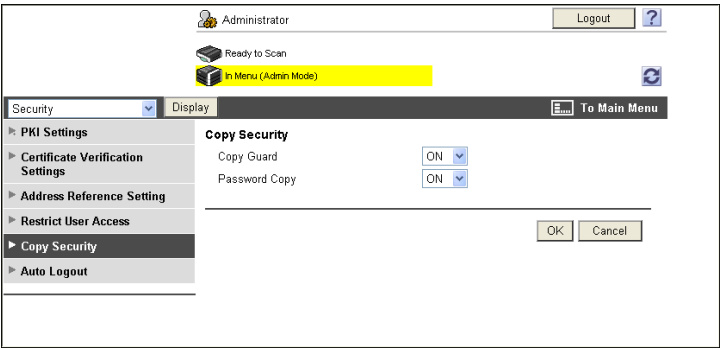 Administrator
Logout
?
Ready to Scan
In Menu (Admin Mode)
Security
Display
To Main Menu
PKI Settings
Certificate Verification
Settings
Address Reference Setting
Restrict User Access
Copy Security
Auto Logout
Copy Security
Copy Guard ON
Password Copy ON
OK Cancel